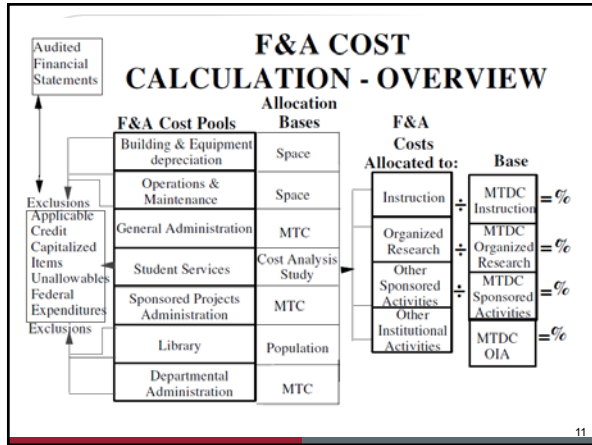 Audited
Financial
Statements
F&A COST
CALCULATION - OVERVIEW
F&A Cost Pools
Allocation
Bases
Building & Equipment
depreciation
Space
Operations &
Maintenance
Space
General Administration
MTC
Student Services
Cost Analysis
Study
Sponsored Projects
Administration
MTC
Library
Population
Departmental
Administration
MTC
Exclusions
Applicable
Credit
Capitalized
Items
Unallowables
Federal
Expenditures
Exclusions
F&A
Costs
Allocated to:
Base
Instruction
÷
MTDC
Instruction
=%
Organized
Research
÷
MTDC
Organized
Research
=%
Other
Sponsored
Activities
÷
MTDC
Sponsored
Activities
=%
Other
Institutional
Activities
MTDC
OIA
=%
11